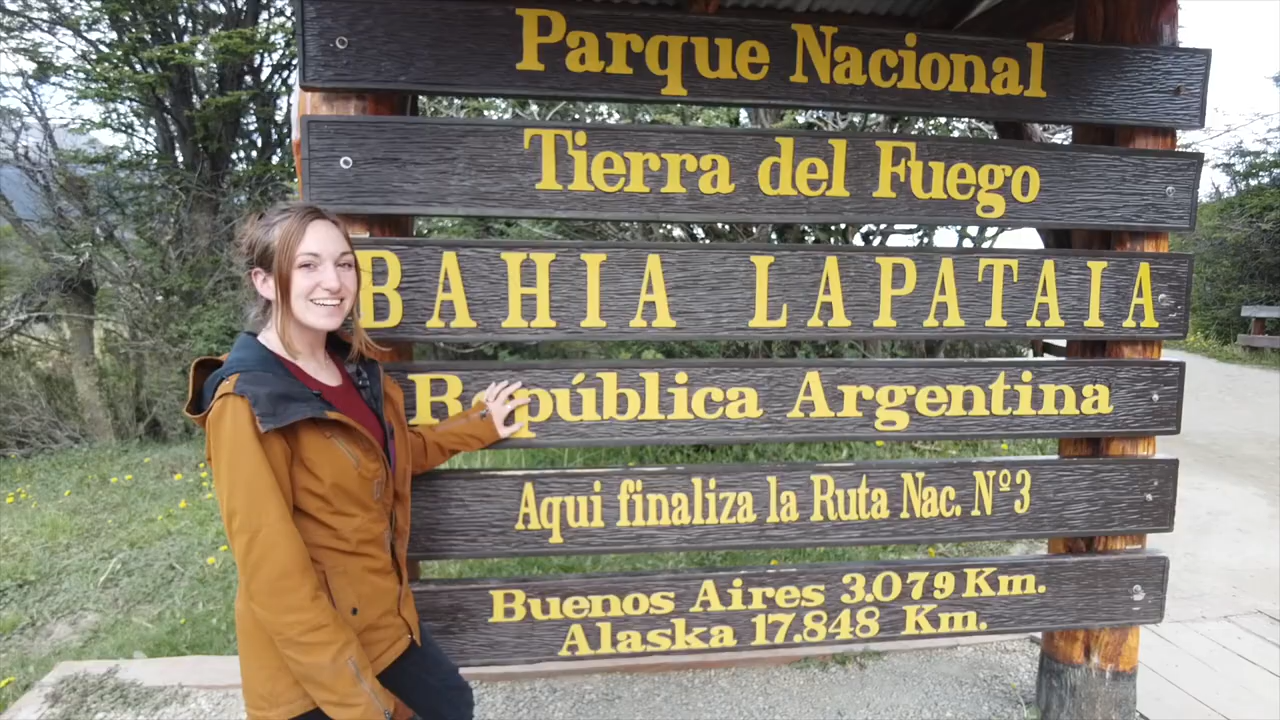 Parque Nacional
Tierra del Fuego
BAHIA LAPATAIA
República Argentina
Aqui finaliza la Ruta Nac. Nº3
Buenos Aires 3.079 Km.
Alaska 17.848 Km.